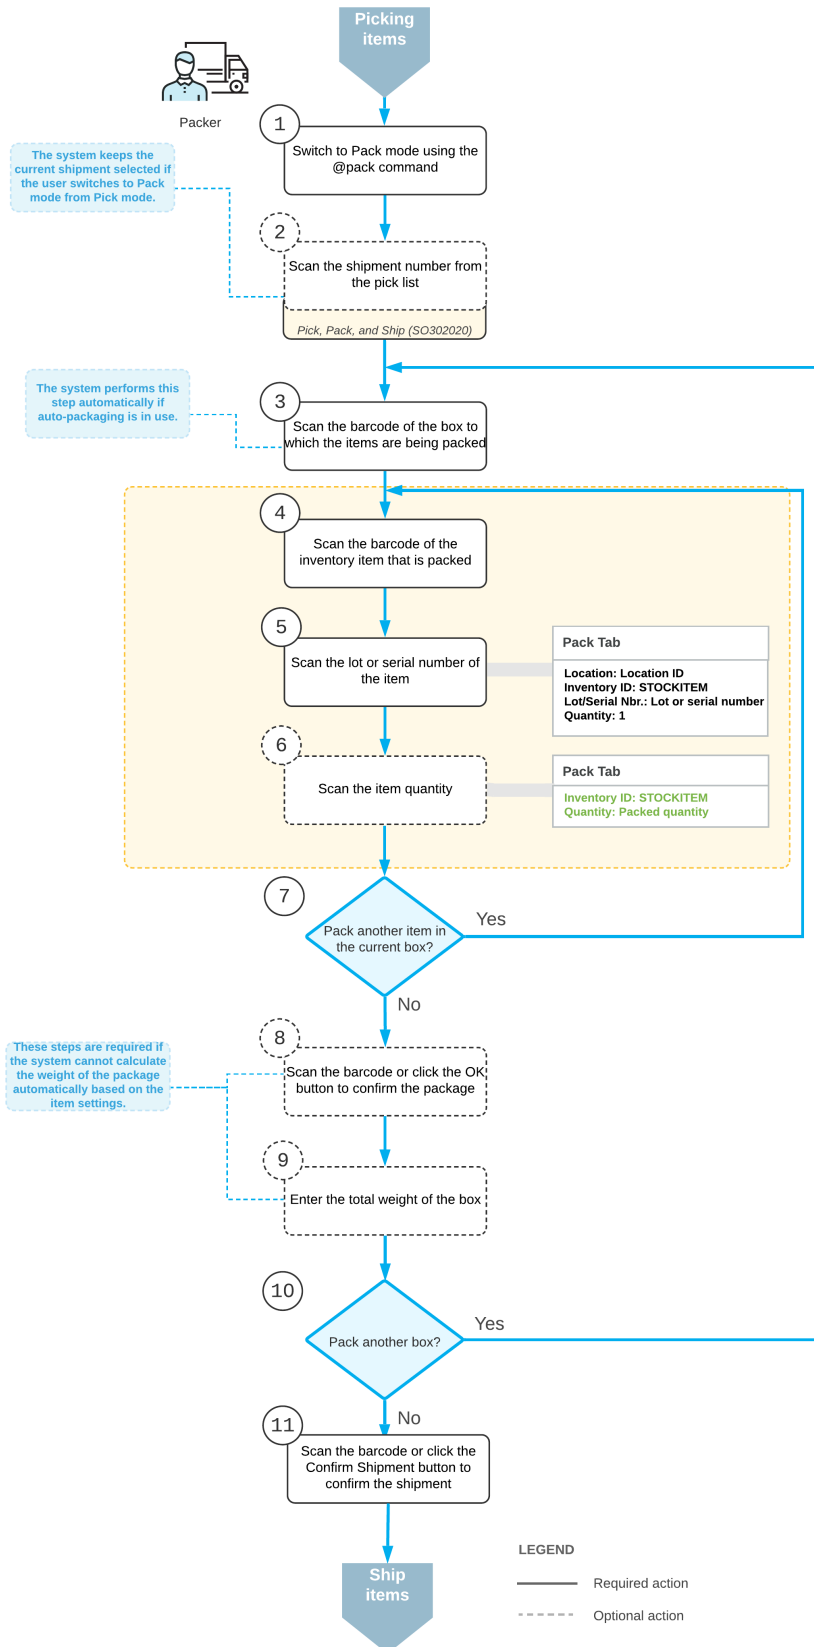 Picking
items
Packer
1
Switch to Pack mode using the
@pack command
The system keeps the
current shipment selected if
the user switches to Pack
mode from Pick mode.
2
Scan the shipment number from
the pick list
Pick, Pack, and Ship (SO302020)
The system performs this
step automatically if
auto-packaging is in use.
3
Scan the barcode of the box to
which the items are being packed
4
Scan the barcode of the
inventory item that is packed
5
Scan the lot or serial number of
the item
Pack Tab
Location: Location ID
Inventory ID: STOCKITEM
Lot/Serial Nbr.: Lot or serial number
Quantity: 1
6
Scan the item quantity
Pack Tab
Inventory ID: STOCKITEM
Quantity: Packed quantity
7
Pack another item in
the current box?
Yes
No
8
Scan the barcode or click the OK
button to confirm the package
These steps are required if
the system cannot calculate
the weight of the package
automatically based on the
item settings.
9
Enter the total weight of the box
10
Pack another box?
Yes
No
11
Scan the barcode or click the
Confirm Shipment button to
confirm the shipment
Ship
items
LEGEND
Required action
Optional action